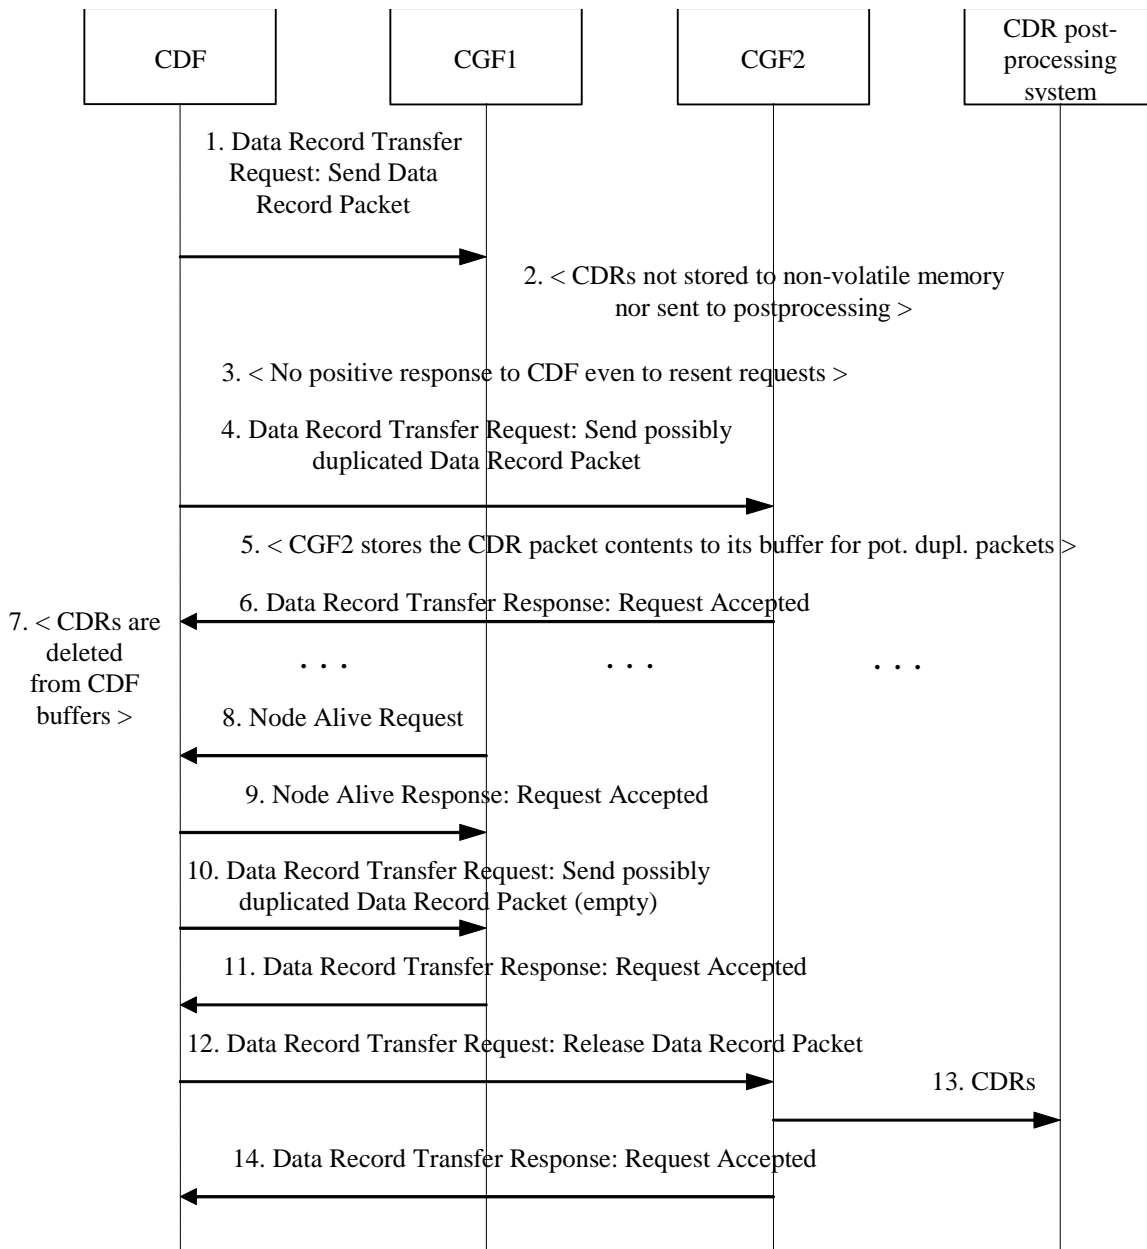 CDF
CGF1
CGF2
CDR post-
processing
system
1. Data Record Transfer
Request: Send Data
Record Packet
2. < CDRs not stored to non-volatile memory
nor sent to postprocessing >
3. < No positive response to CDF even to resent requests >
4. Data Record Transfer Request: Send possibly
duplicated Data Record Packet
5. < CGF2 stores the CDR packet contents to its buffer for pot. dupl. packets >
6. Data Record Transfer Response: Request Accepted
7. < CDRs are
deleted
from CDF
buffers >
. . .
. . .
. . .
8. Node Alive Request
9. Node Alive Response: Request Accepted
10. Data Record Transfer Request: Send possibly
duplicated Data Record Packet (empty)
11. Data Record Transfer Response: Request Accepted
12. Data Record Transfer Request: Release Data Record Packet
13. CDRs
14. Data Record Transfer Response: Request Accepted